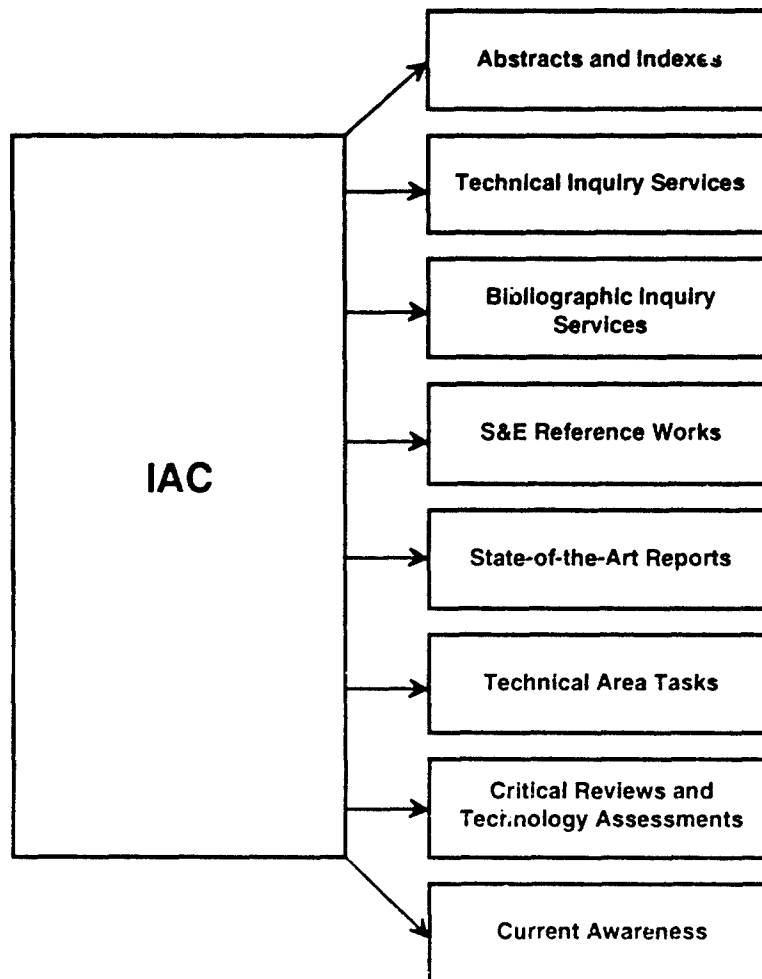 Abstracts and Indexes
Technical Inquiry Services
Bibliographic Inquiry
Services
S&E Reference Works
IAC
State-of-the-Art Reports
Technical Area Tasks
Critical Reviews and
Technology Assessments
Current Awareness